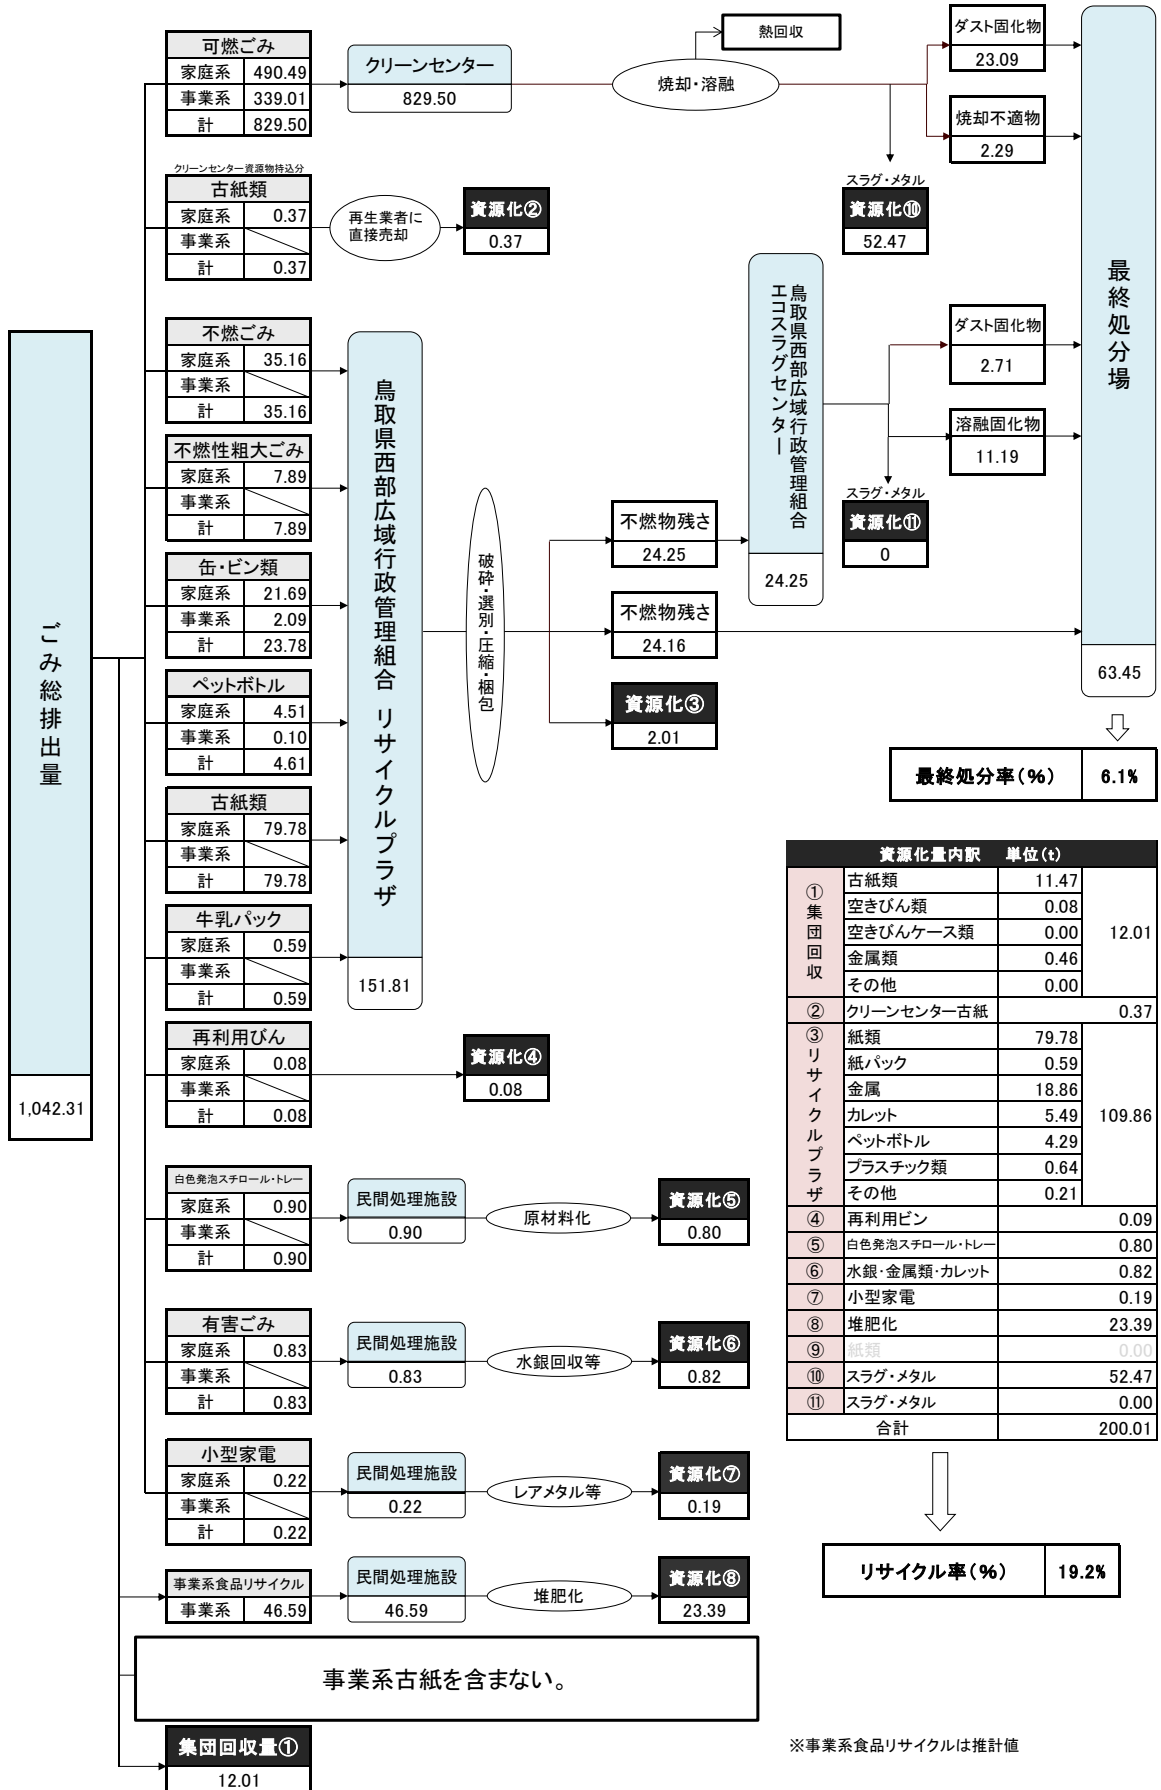 ごみ総排出量
1,042.31
可燃ごみ
家庭系 490.49
事業系 339.01
計 829.50
クリーンセンター
829.50
焼却・溶融
熱回収
ダスト固化物
23.09
焼却不適物
2.29
スラグ・メタル
資源化⑩
52.47
クリーンセンター資源物持込分
古紙類
家庭系 0.37
事業系
計 0.37
再生業者に
直接売却
資源化②
0.37
不燃ごみ
家庭系 35.16
事業系
計 35.16
不燃性粗大ごみ
家庭系 7.89
事業系
計 7.89
缶・ビン類
家庭系 21.69
事業系 2.09
計 23.78
ペットボトル
家庭系 4.51
事業系 0.10
計 4.61
古紙類
家庭系 79.78
事業系
計 79.78
牛乳パック
家庭系 0.59
事業系
計 0.59
鳥取県西部広域行政管理組合 リサイクルプラザ
151.81
破砕・選別・圧縮・梱包
不燃物残さ
24.25
不燃物残さ
24.16
資源化③
2.01
鳥取県西部広域行政管理組合
エコスラグセンター
24.25
ダスト固化物
2.71
溶融固化物
11.19
スラグ・メタル
資源化⑪
0
最終処分場
63.45
最終処分率(%) 6.1%
再利用びん
家庭系 0.08
事業系
計 0.08
資源化④
0.08
白色発泡スチロール・トレー
家庭系 0.90
事業系
計 0.90
民間処理施設
0.90
原材料化
資源化⑤
0.80
有害ごみ
家庭系 0.83
事業系
計 0.83
民間処理施設
0.83
水銀回収等
資源化⑥
0.82
小型家電
家庭系 0.22
事業系
計 0.22
民間処理施設
0.22
レアメタル等
資源化⑦
0.19
事業系食品リサイクル
事業系 46.59
民間処理施設
46.59
堆肥化
資源化⑧
23.39
事業系古紙を含まない。
集団回収量①
12.01
資源化量内訳 単位(t)
①集団回収
古紙類 11.47
空きびん類 0.08
空きびんケース類 0.00
金属類 0.46
その他 0.00
12.01
② クリーンセンター古紙 0.37
③リサイクルプラザ
紙類 79.78
紙パック 0.59
金属 18.86
カレット 5.49
ペットボトル 4.29
プラスチック類 0.64
その他 0.21
109.86
④ 再利用ビン 0.09
⑤ 白色発泡スチロール・トレー 0.80
⑥ 水銀・金属類・カレット 0.82
⑦ 小型家電 0.19
⑧ 堆肥化 23.39
⑨ 紙類 0.00
⑩ スラグ・メタル 52.47
⑪ スラグ・メタル 0.00
合計 200.01
リサイクル率(%) 19.2%
※事業系食品リサイクルは推計値